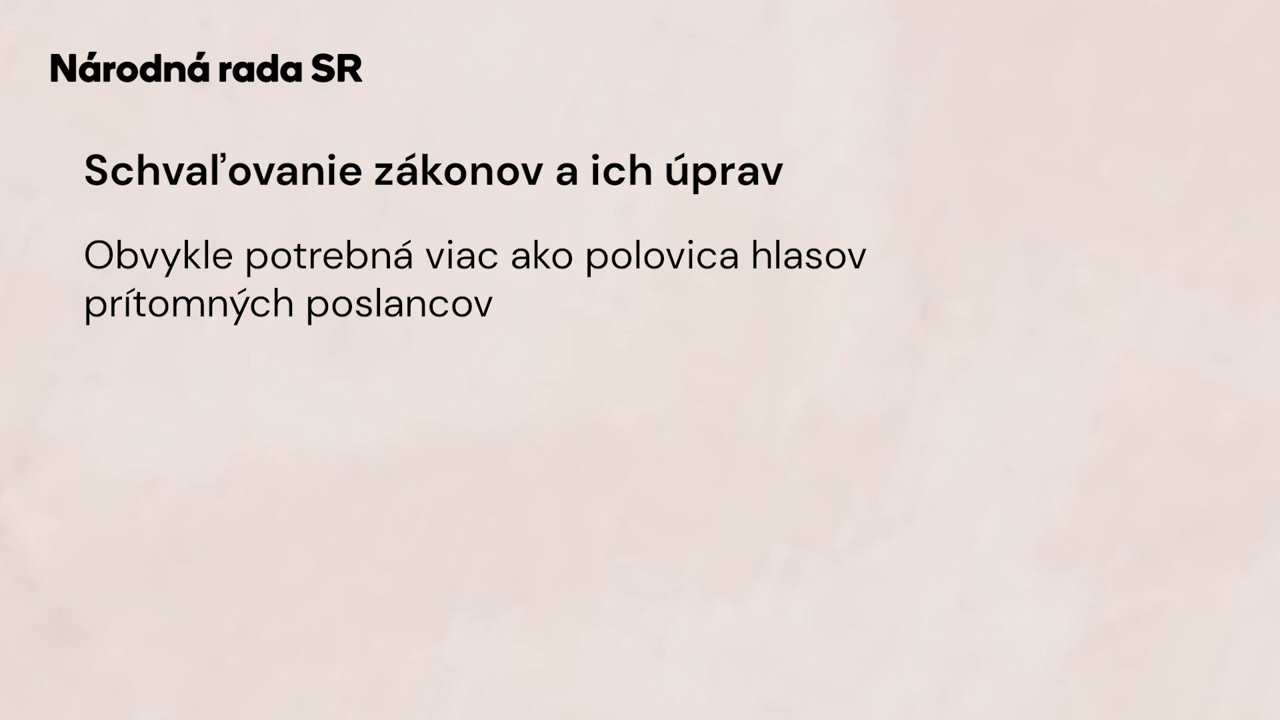 Národná rada SR
Schvaľovanie zákonov a ich úprav
Obvykle potrebná viac ako polovica hlasov
prítomných poslancov